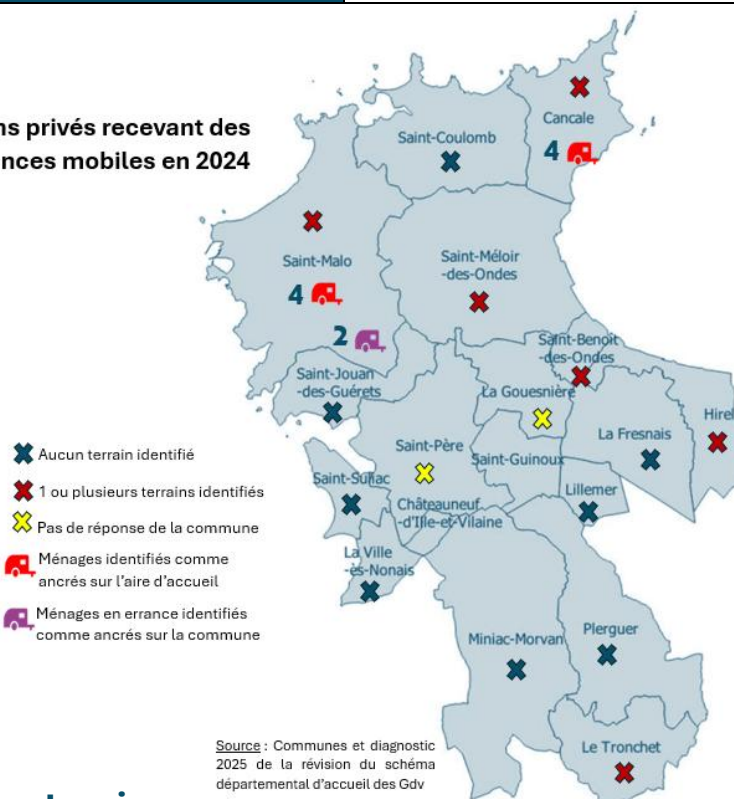 ns privés recevant des
nces mobiles en 2024
Cancale
4
Saint-Coulomb
Saint-Malo
4
2
Saint-Méloir
-des-Ondes
Saint-Benoit
-des-Ondes
Saint-Jouan
-des-Guérets
La Gouesnière
Hirel
La Fresnais
Saint-Père
Saint-Guinoux
Saint-Suliac
Lillemer
Châteauneuf
-d'Ille-et-Vilaine
La Ville
-ès-Nonais
Miniac-Morvan
Plerguer
Le Tronchet
Aucun terrain identifié
1 ou plusieurs terrains identifiés
Pas de réponse de la commune
Ménages identifiés comme
ancrés sur l'aire d'accueil
Ménages en errance identifiés
comme ancrés sur la commune
Source : Communes et diagnostic
2025 de la révision du schéma
départemental d'accueil des Gdv